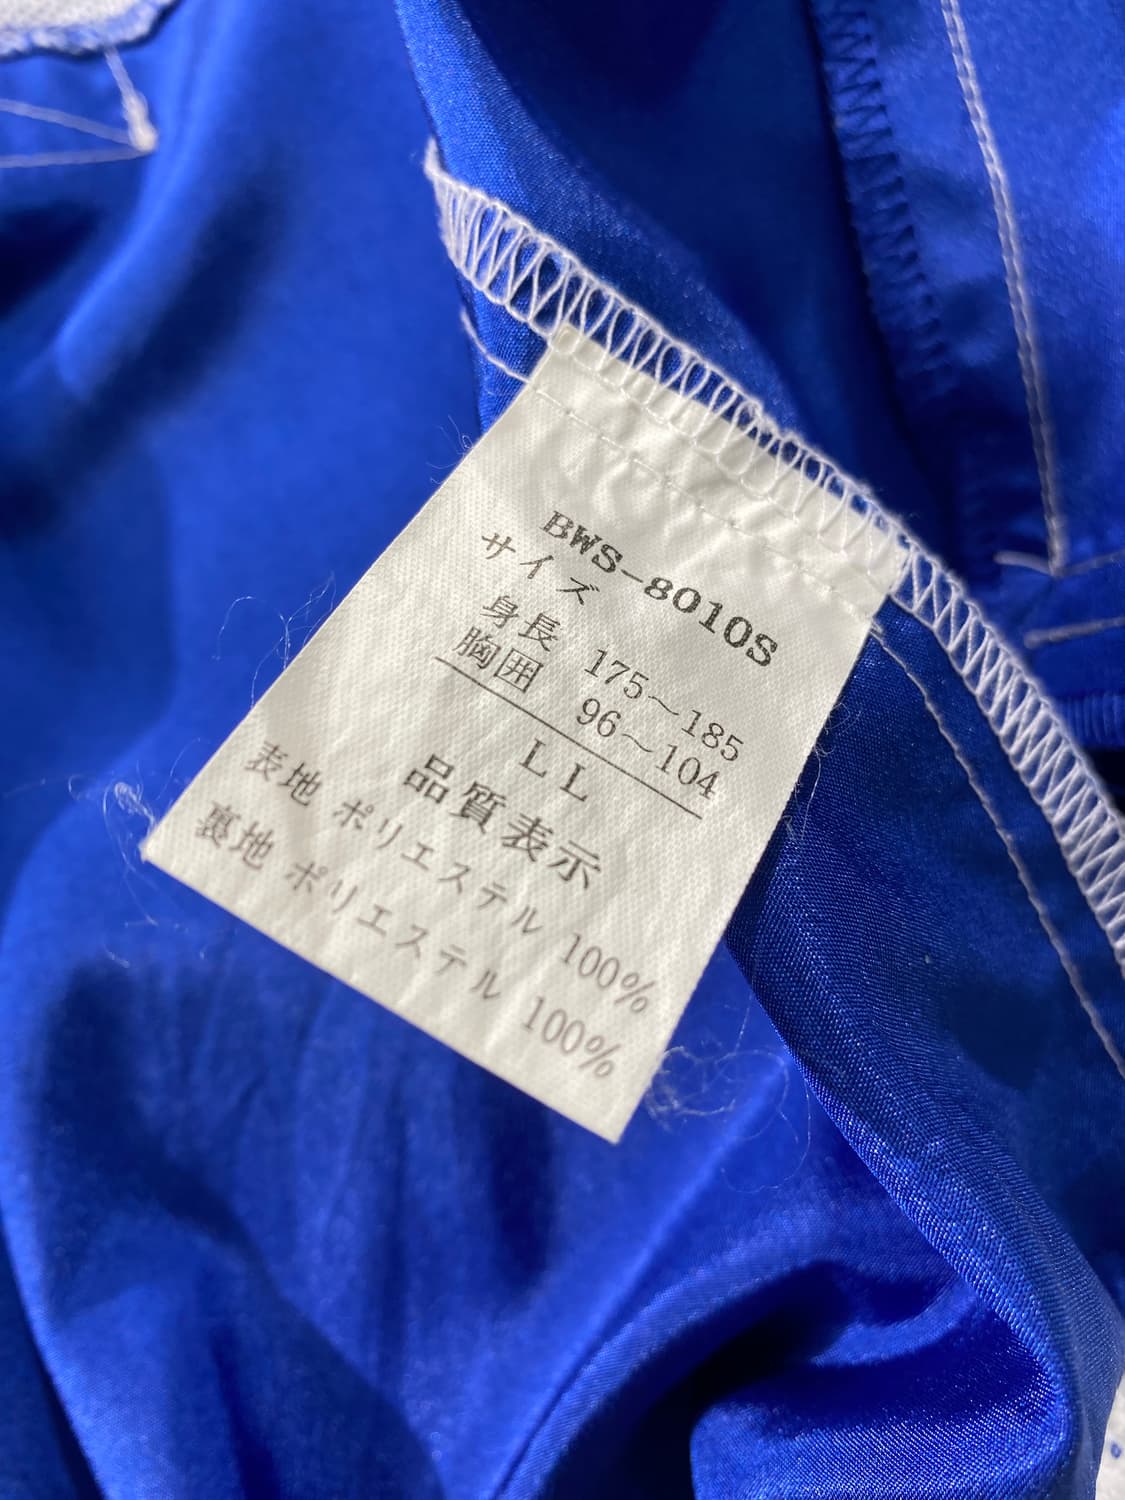 BWS-8010S
サイズ
身長 175〜185
胸囲 96〜104
LL
品質表示
表地 ポリエステル 100%
裏地 ポリエステル 100%